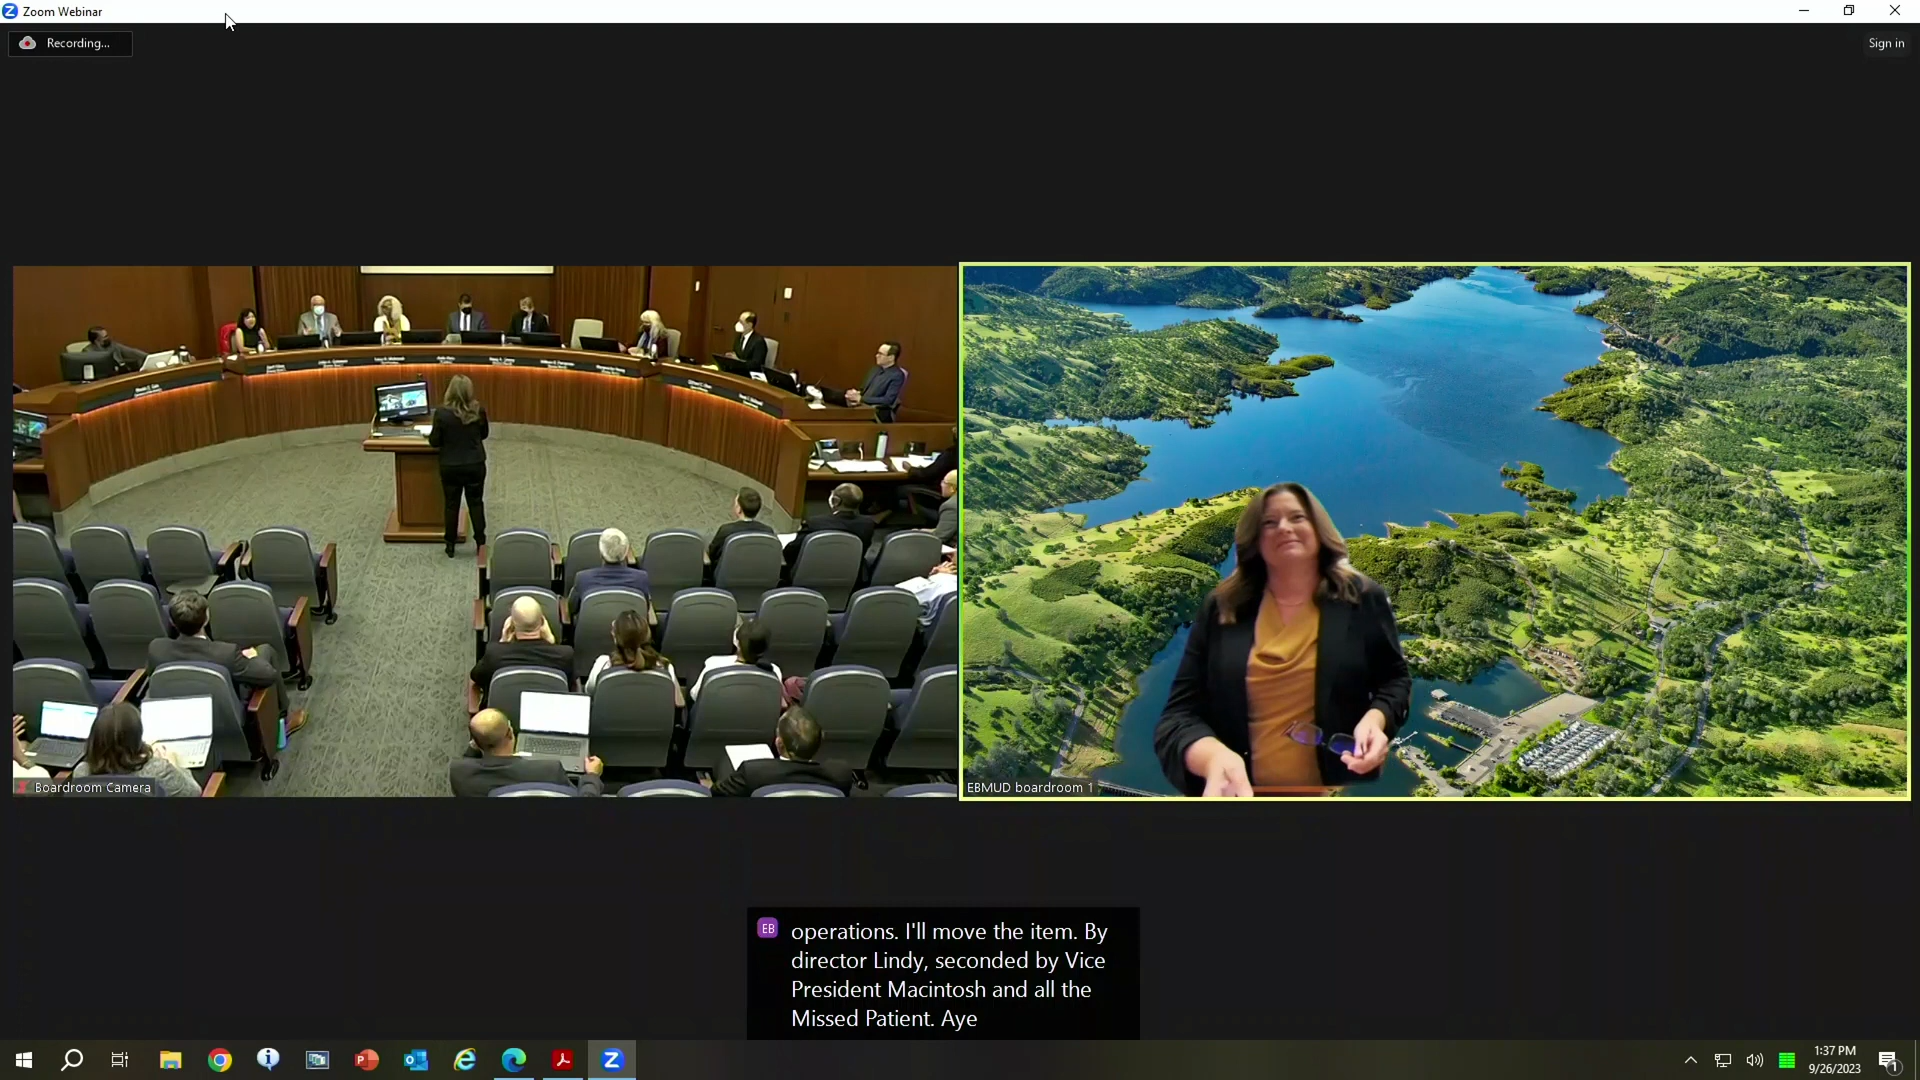 Zoom Webinar
Recording...
Sign in
Boardroom Camera
EBMUD boardroom 1
EB
operations. I'll move the item. By
director Lindy, seconded by Vice
President Macintosh and all the
Missed Patient. Aye
1:37 PM
9/26/2023
1